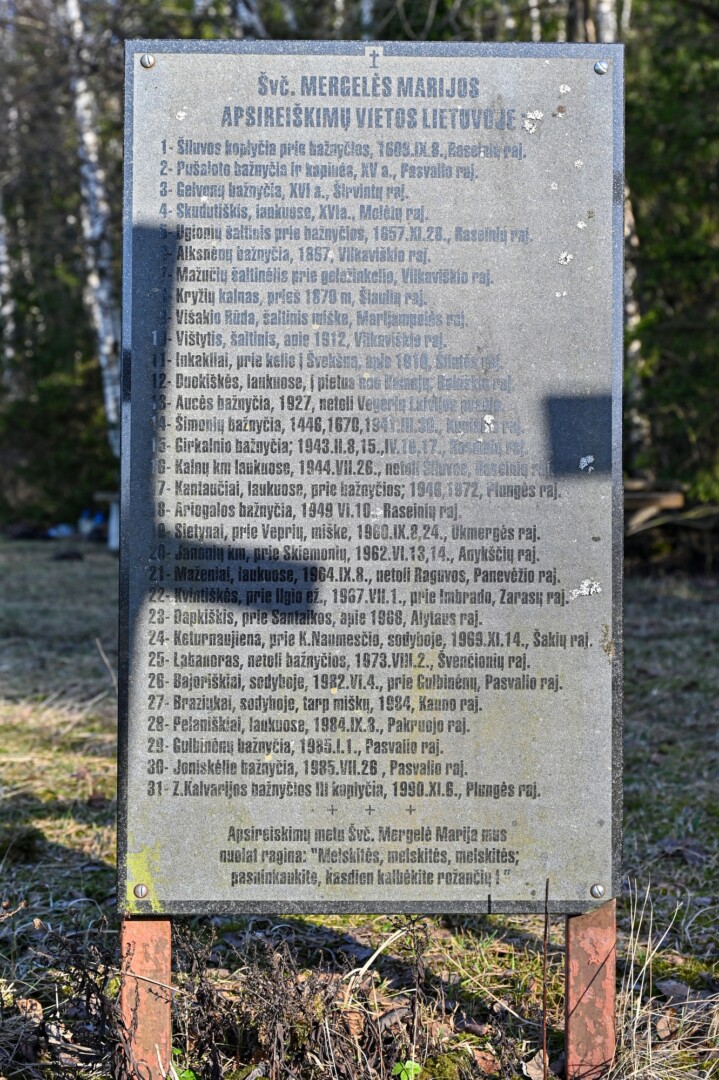 Švč. MERGELĖS MARIJOS
APSIREIŠKIMŲ VIETOS LIETUVOJE
1- Šiluvos koplyčia prie bažnyčios, 1608.IX.8.,Raseinių raj.
2- Pušaloto bažnyčia ir kapinės, XV a., Pasvalio raj.
3- Gelvonų bažnyčia, XVI a., Širvintų raj.
4- Skudutiškis, laukuose, XVIa., Molėtų raj.
5- Ugionių šaltinis prie bažnyčios, 1657.XI.28., Raseinių raj.
6- Alksnėnų bažnyčia, 1857, Vilkaviškio raj.
7- Mažučių šaltinėlis prie geležinkelio, Vilkaviškio raj.
8- Kryžių kalnas, prieš 1870 m, Šiaulių raj.
9- Višakio Rūda, šaltinis miške, Marijampolės raj.
10- Vištytis, šaltinis, apie 1912, Vilkaviškio raj.
11- Inkakliai, prie kelio į Švekšną, apie 1910, Šilutės raj.
12- Duokiškės, laukuose, į pietus nuo Rokiškio raj.
13- Aucės bažnyčia, 1927, netoli Vegerių Latvijos
14- Šimonių bažnyčia, 1446,1670,1941.III.30., Kupiškio raj.
15- Girkalnio bažnyčia; 1943.II.8,15.,IV.16,17., Raseinių raj.
16- Kalnų km laukuose, 1944.VII.26., netoli Šiluvos, Raseinių raj.
17- Kantaučiai, laukuose, prie bažnyčios; 1946,1972, Plungės raj.
18- Ariogalos bažnyčia, 1949 VI.10., Raseinių raj.
19- Sietynai, prie Veprių, miške, 1960.IX.8,24., Ukmergės raj.
20- Janonių km, prie Skiemonių, 1962.VI.13,14., Anykščių raj.
21- Maženiai, laukuose, 1964.IX.8., netoli Raguvos, Panevėžio raj.
22- Kvintiškės, prie Ilgio ež., 1967.VII.1., prie Imbrado, Zarasų raj.
23- Dapkiškis, prie Santaikos, apie 1968, Alytaus raj.
24- Keturnaujiena, prie K.Naumesčio, sodyboje, 1969.XI.14., Šakių raj.
25- Labanoras, netoli bažnyčios, 1973.VIII.2., Švenčionių raj.
26- Bajoriškiai, sodyboje, 1982.VI.4., prie Gulbinėnų, Pasvalio raj.
27- Braziukai, sodyboje, tarp miškų, 1984, Kauno raj.
28- Pelaniškiai, laukuose, 1984.IX.3., Pakruojo raj.
29- Gulbinėnų bažnyčia, 1985.I.1., Pasvalio raj.
30- Joniškėlio bažnyčia, 1985.VII.26 , Pasvalio raj.
31- Z.Kalvarijos bažnyčios III koplyčia, 1990.XI.6., Plungės raj.
Apsireiskimų metu Švč. Mergelė Marija mus
nuolat ragina: "Melskitės, melskitės, melskitės;
pasninkaukite, kasdien kalbėkite rožančių ! "